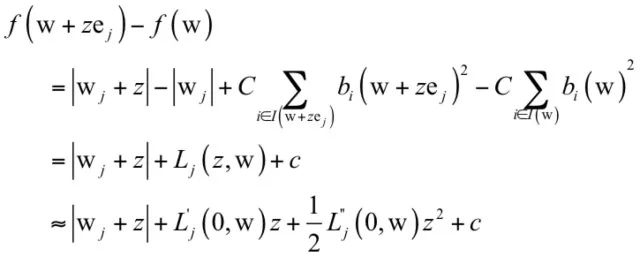 f(w + ze_j) − f(w)
= |w_j + z| − |w_j| + C ∑_{i∈I(w+ze_j)} b_i(w + ze_j)^2 − C ∑_{i∈I(w)} b_i(w)^2
= |w_j + z| + L_j(z, w) + c
≈ |w_j + z| + L'_j(0, w)z + 1/2 L''_j(0, w)z^2 + c